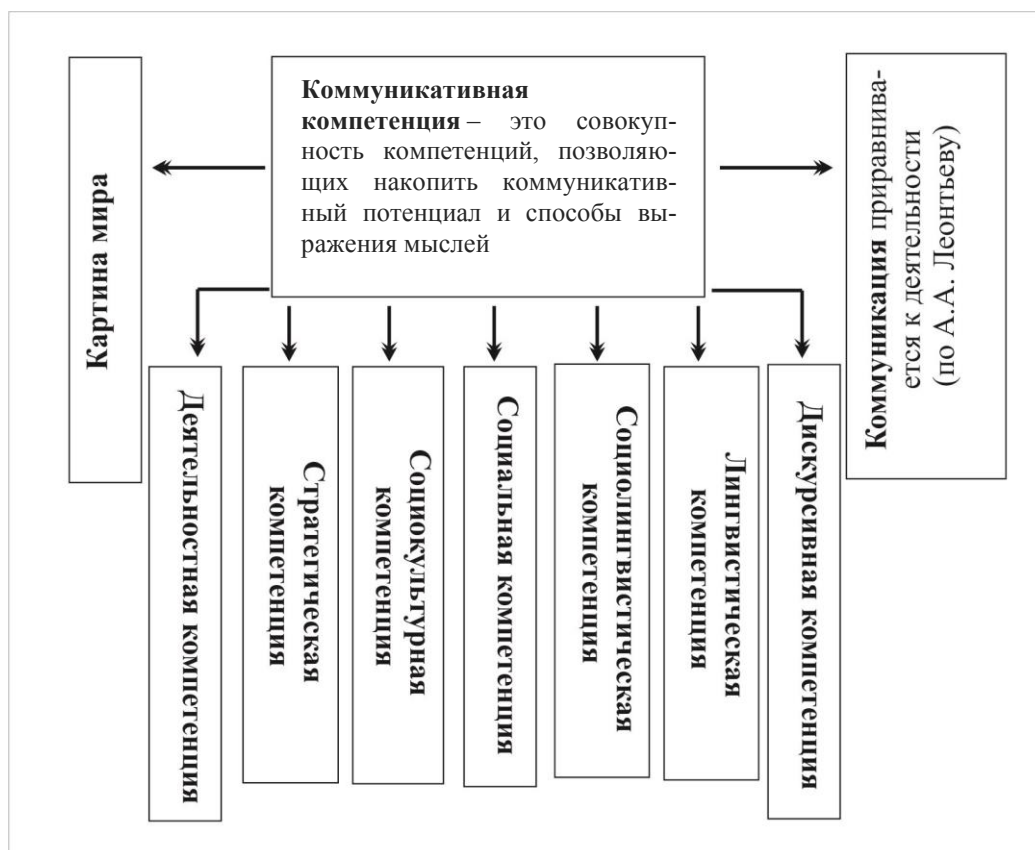 Коммуникативная
компетенция – это совокуп-
ность компетенций, позволяю-
щих накопить коммуникатив-
ный потенциал и способы вы-
ражения мыслей
Картина мира
Коммуникация приравнива-
ется к деятельности
(по А.А. Леонтьеву)
Деятельностная компетенция
Стратегическая
компетенция
Социокультурная
компетенция
Социальная компетенция
Социолингвистическая
компетенция
Лингвистическая
компетенция
Дискурсивная компетенция